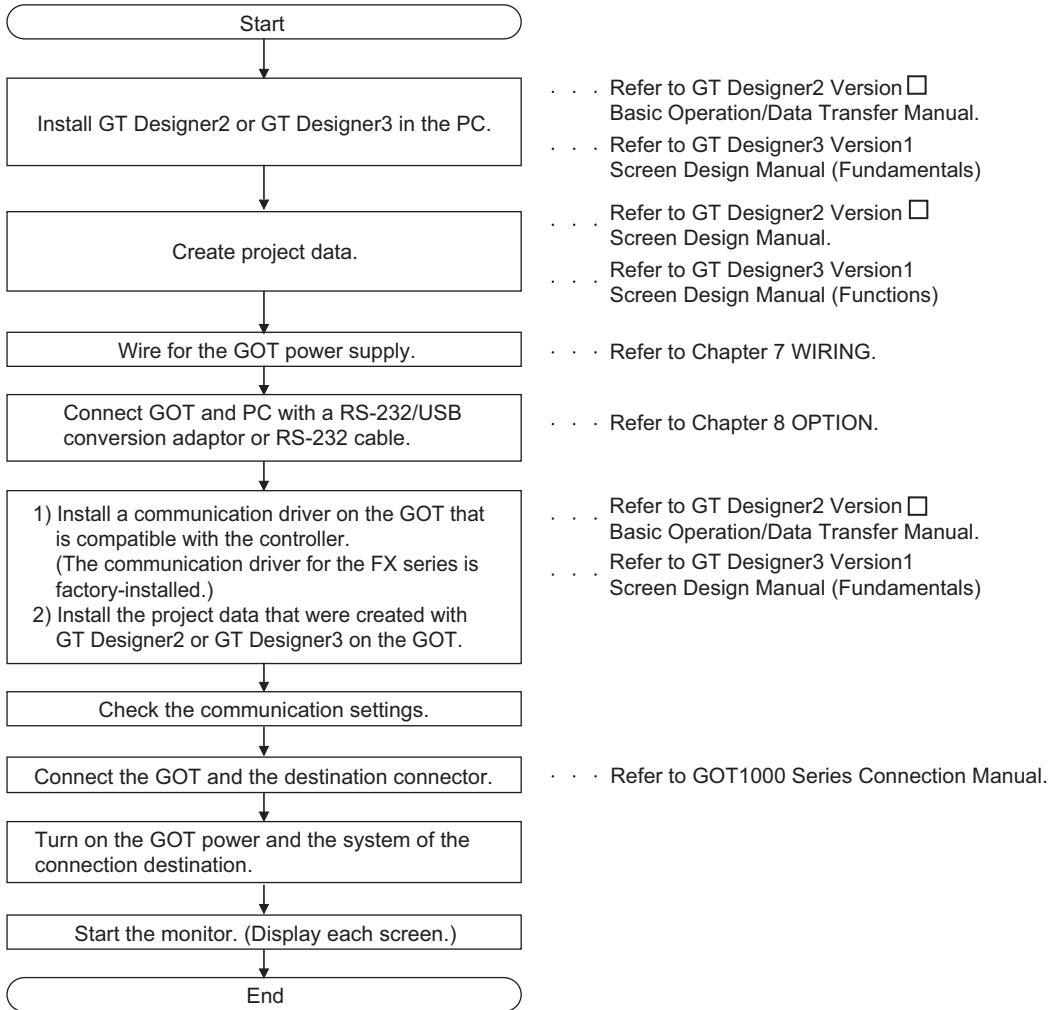 Start
Install GT Designer2 or GT Designer3 in the PC.
· · · Refer to GT Designer2 Version □
Basic Operation/Data Transfer Manual.
· · · Refer to GT Designer3 Version1
Screen Design Manual (Fundamentals)
Create project data.
· · · Refer to GT Designer2 Version □
Screen Design Manual.
· · · Refer to GT Designer3 Version1
Screen Design Manual (Functions)
Wire for the GOT power supply.
· · · Refer to Chapter 7 WIRING.
Connect GOT and PC with a RS-232/USB
conversion adaptor or RS-232 cable.
· · · Refer to Chapter 8 OPTION.
1) Install a communication driver on the GOT that
is compatible with the controller.
(The communication driver for the FX series is
factory-installed.)
2) Install the project data that were created with
GT Designer2 or GT Designer3 on the GOT.
· · · Refer to GT Designer2 Version □
Basic Operation/Data Transfer Manual.
· · · Refer to GT Designer3 Version1
Screen Design Manual (Fundamentals)
Check the communication settings.
Connect the GOT and the destination connector.
· · · Refer to GOT1000 Series Connection Manual.
Turn on the GOT power and the system of the
connection destination.
Start the monitor. (Display each screen.)
End